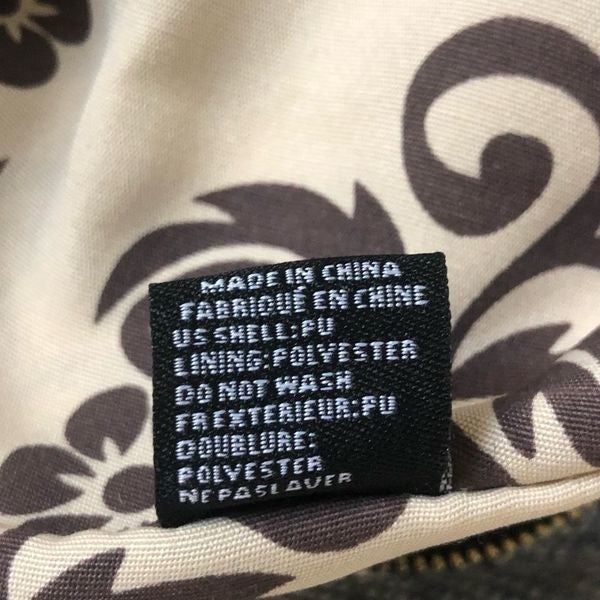 MADE IN CHINA
FABRIQUÉ EN CHINE
US SHELL: PU
LINING: POLYESTER
DO NOT WASH
FR EXTERIEUR: PU
DOUBLURE:
POLYESTER
NE PAS LAVER